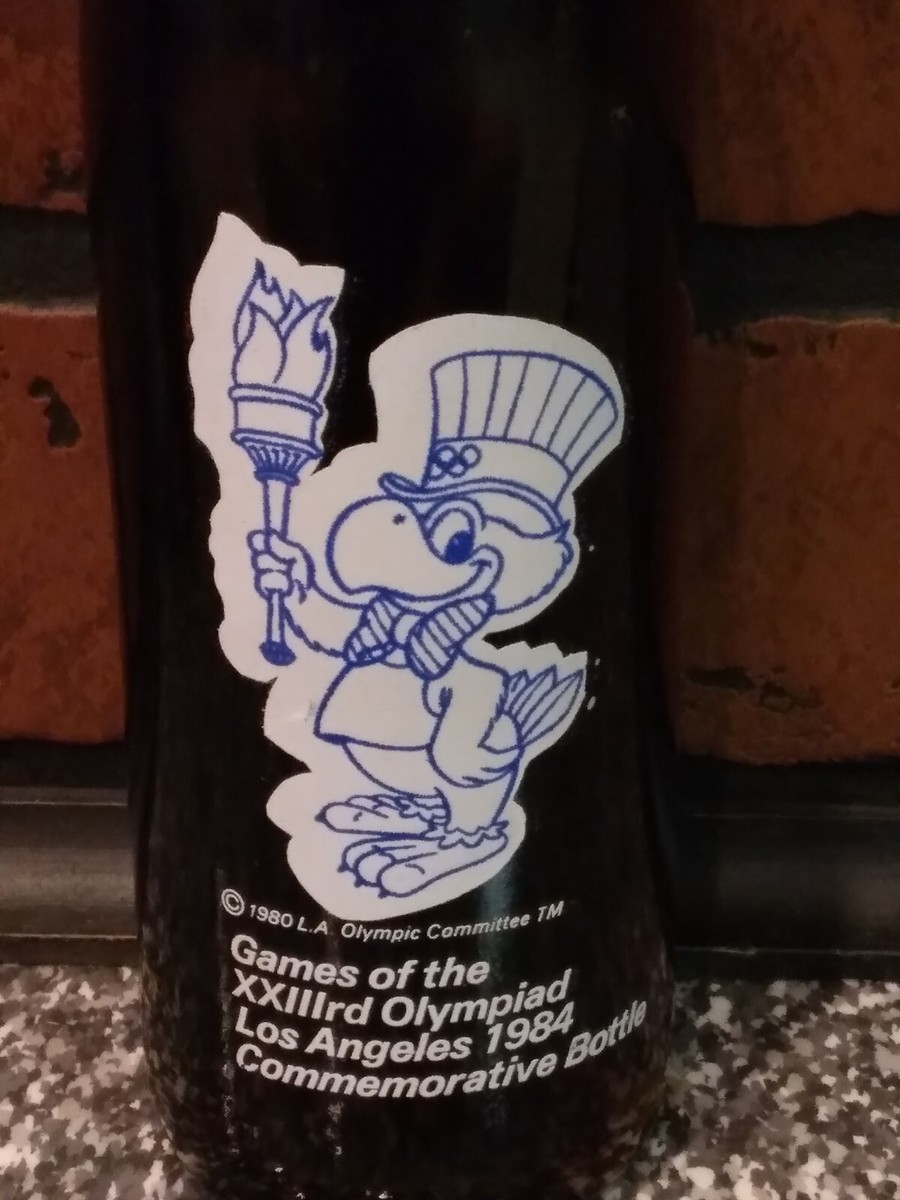 © 1980 L.A. Olympic Committee TM
Games of the
XXIIIrd Olympiad
Los Angeles 1984
Commemorative Bottle